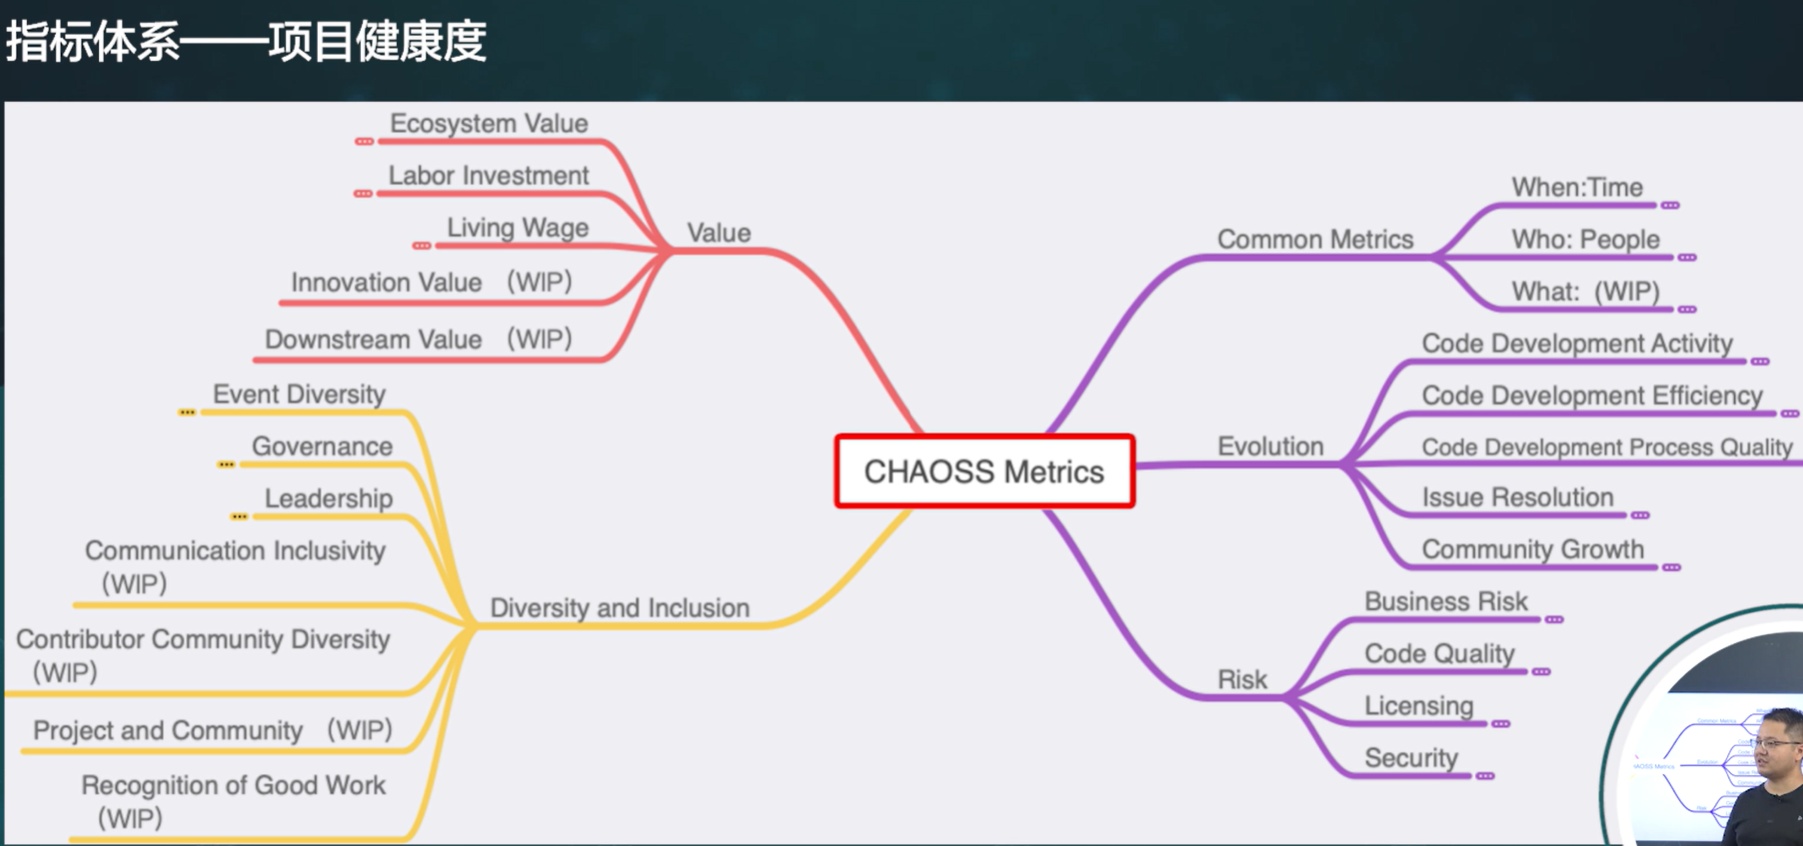 指标体系——项目健康度
Ecosystem Value
Labor Investment
Living Wage
Innovation Value （WIP）
Downstream Value （WIP）
Value
Event Diversity
Governance
Leadership
Communication Inclusivity
（WIP）
Contributor Community Diversity
（WIP）
Project and Community （WIP）
Recognition of Good Work
（WIP）
Diversity and Inclusion
CHAOSS Metrics
Common Metrics
When:Time
Who: People
What:（WIP）
Evolution
Code Development Activity
Code Development Efficiency
Code Development Process Quality
Issue Resolution
Community Growth
Risk
Business Risk
Code Quality
Licensing
Security
Common Metrics
Evolution
Risk